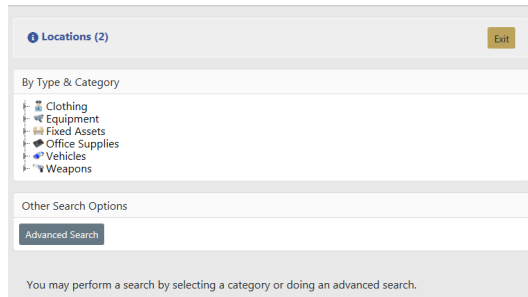 Locations (2)
Exit
By Type & Category
Clothing
Equipment
Fixed Assets
Office Supplies
Vehicles
Weapons
Other Search Options
Advanced Search
You may perform a search by selecting a category or doing an advanced search.